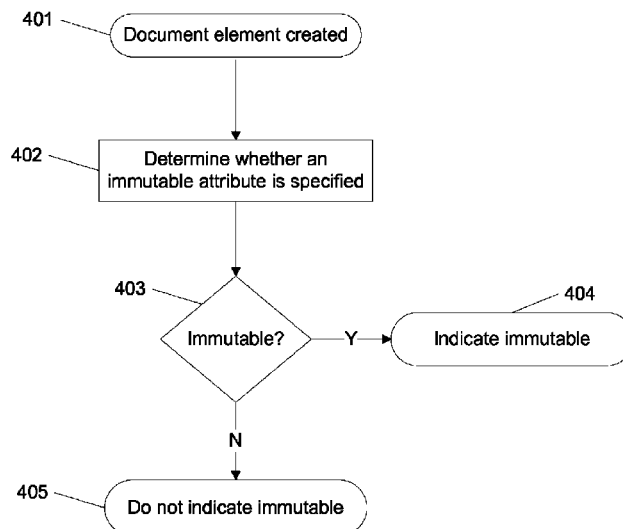 401
Document element created
402
Determine whether an
immutable attribute is specified
403
Immutable?
Y
404
Indicate immutable
N
405
Do not indicate immutable